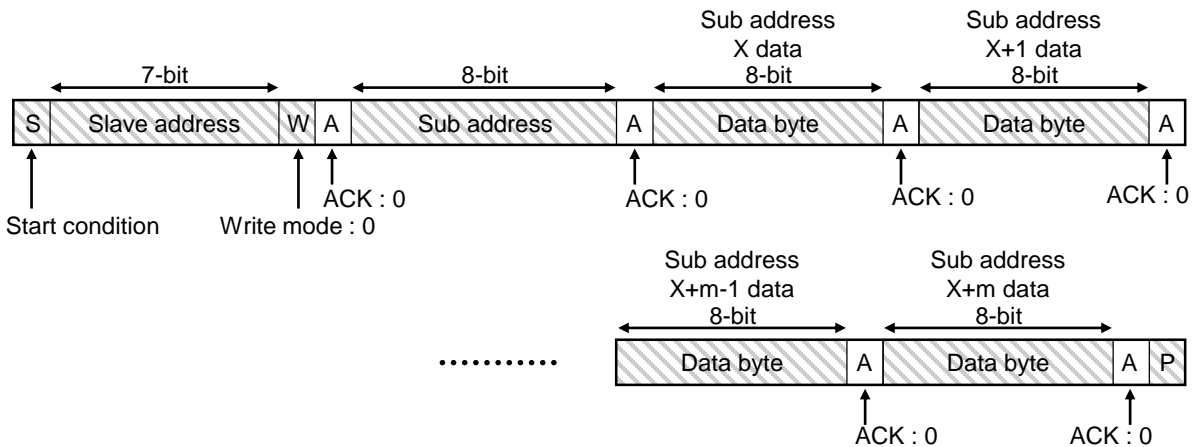 Sub address Sub address
X data X+1 data
7-bit 8-bit 8-bit 8-bit
S Slave address W A Sub address A Data byte A Data byte A
ACK : 0 ACK : 0 ACK : 0 ACK : 0
Start condition Write mode : 0
Sub address Sub address
X+m-1 data X+m data
8-bit 8-bit
Data byte A Data byte A P
ACK : 0 ACK : 0